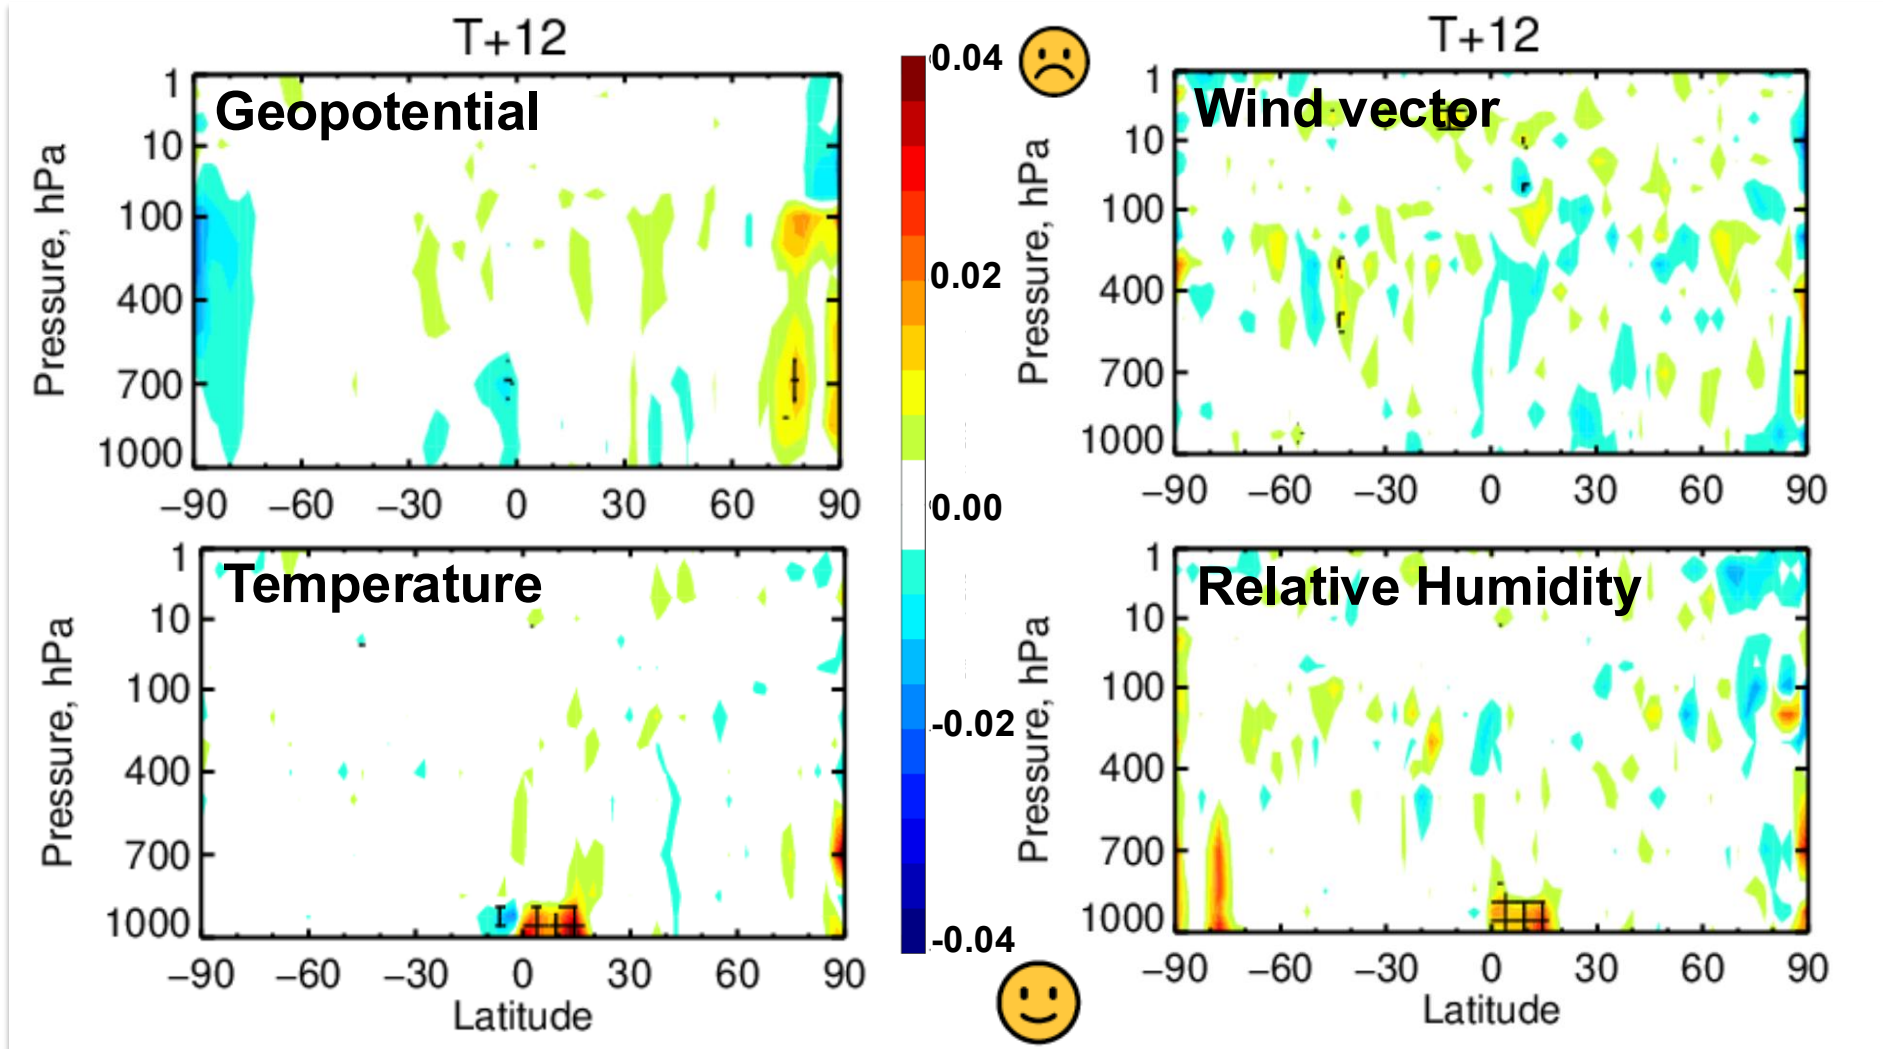 T+12
Geopotential
1
10
100
400
700
1000
Pressure, hPa
−90 −60 −30 0 30 60 90
0.04
0.02
0.00
-0.02
-0.04
T+12
Wind vector
1
10
100
400
700
1000
Pressure, hPa
−90 −60 −30 0 30 60 90
Temperature
1
10
100
400
700
1000
Pressure, hPa
−90 −60 −30 0 30 60 90
Latitude
Relative Humidity
1
10
100
400
700
1000
Pressure, hPa
−90 −60 −30 0 30 60 90
Latitude